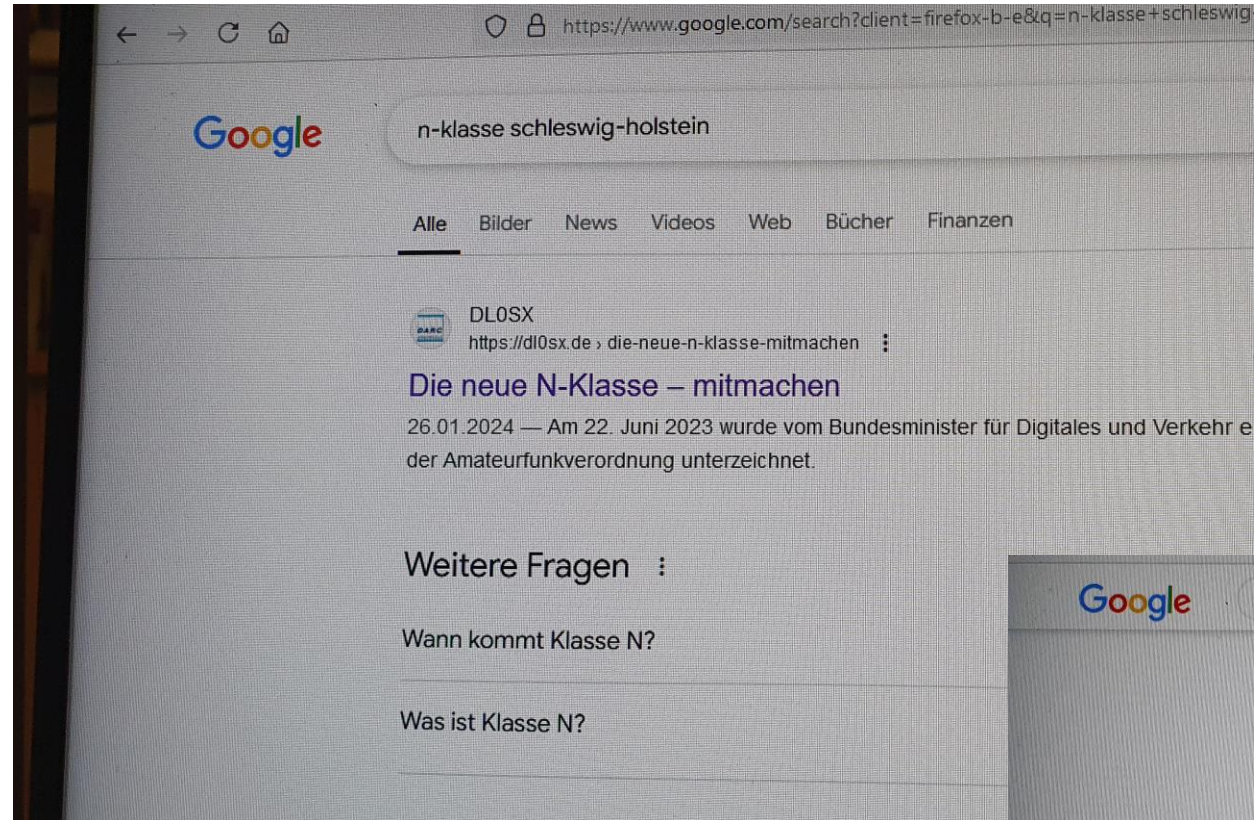 https://www.google.com/search?client=firefox-b-e&q=n-klasse+schleswig
Google
n-klasse schleswig-holstein
Alle Bilder News Videos Web Bücher Finanzen
DARC
DL0SX
https://dl0sx.de › die-neue-n-klasse-mitmachen
Die neue N-Klasse – mitmachen
26.01.2024 — Am 22. Juni 2023 wurde vom Bundesminister für Digitales und Verkehr e
der Amateurfunkverordnung unterzeichnet.
Weitere Fragen
Google
Wann kommt Klasse N?
Was ist Klasse N?